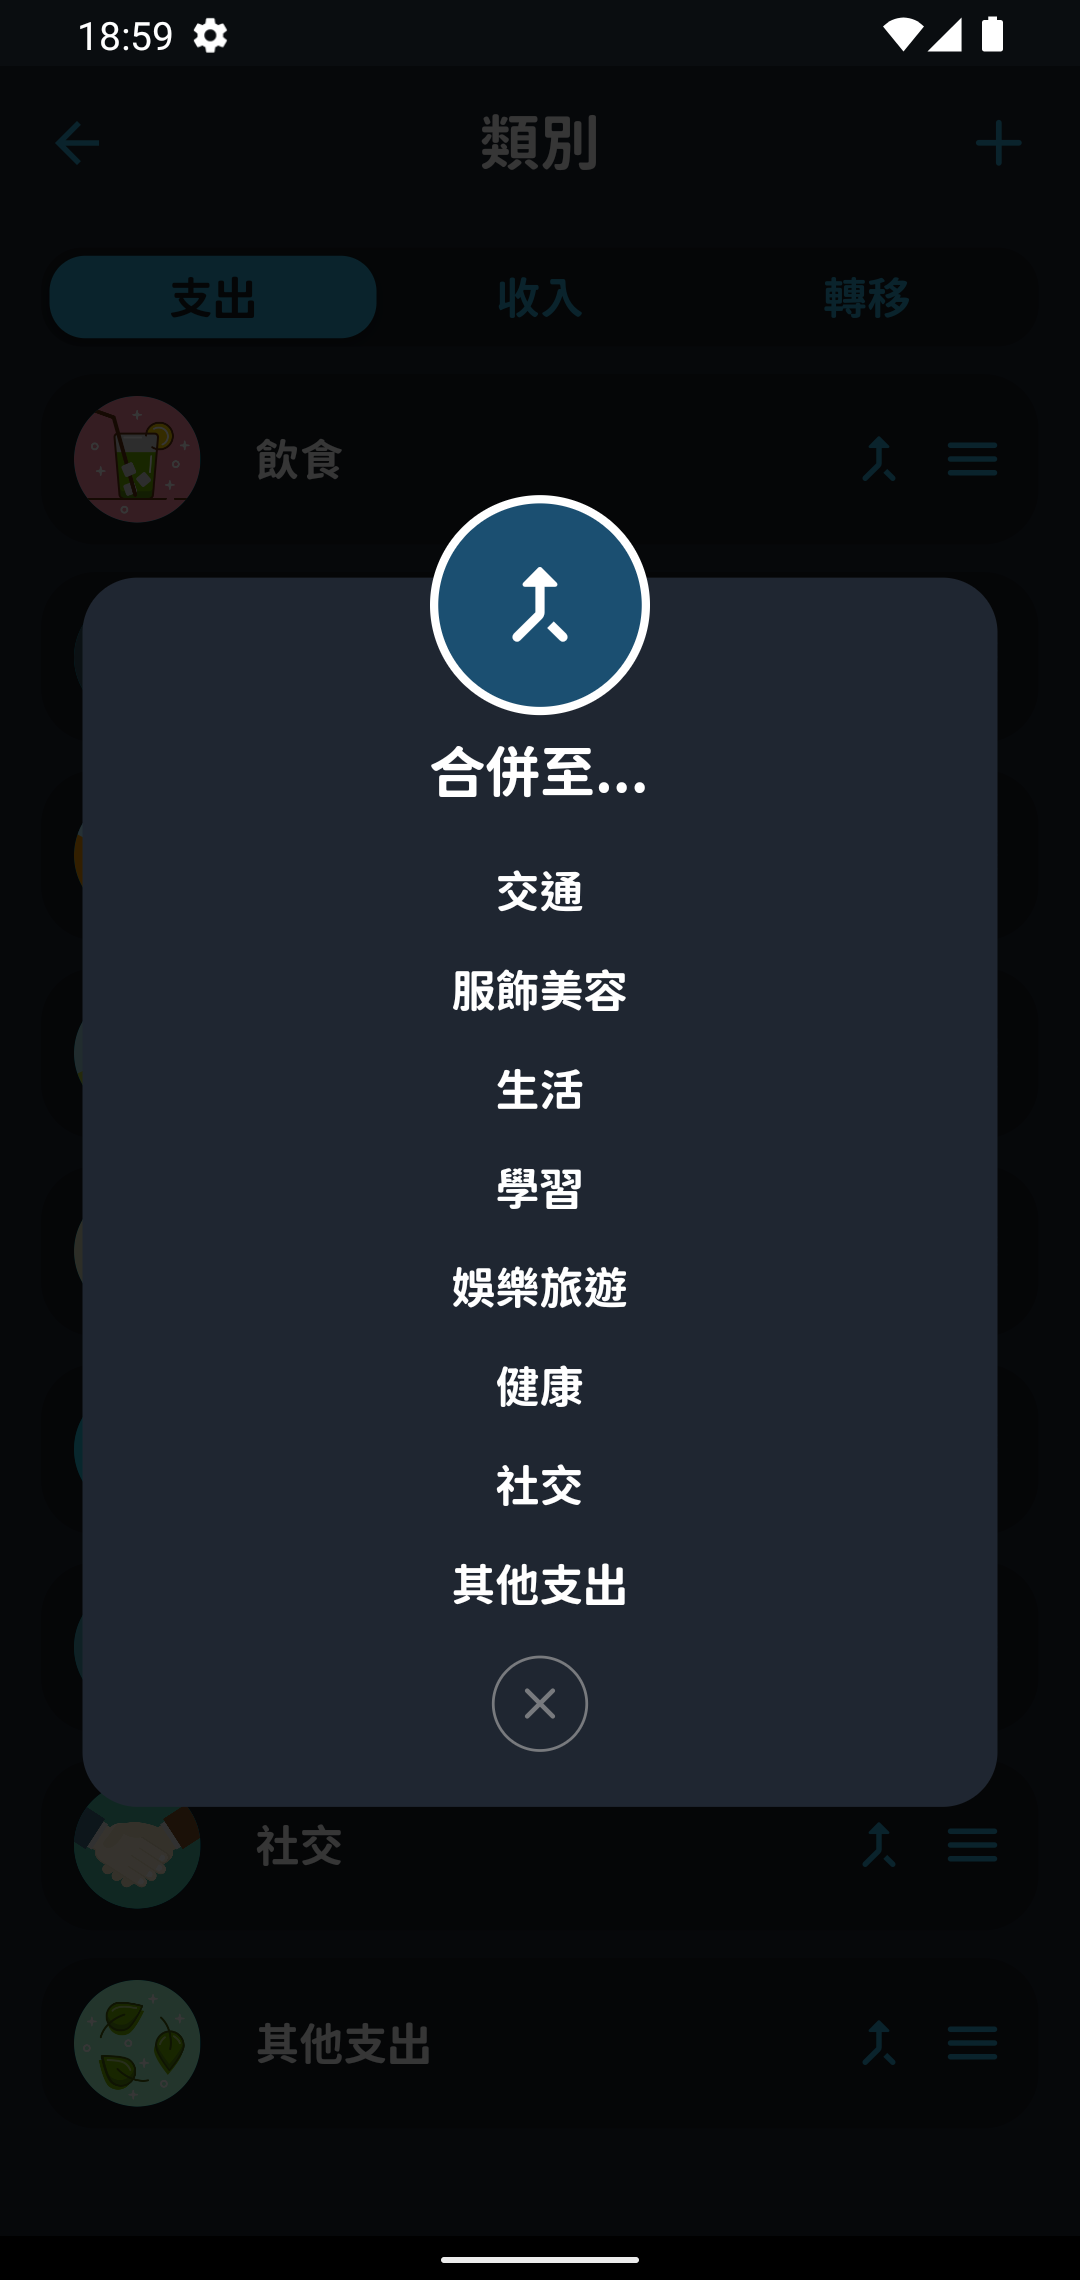 18:59
類別
支出
收入
轉移
飲食
合併至...
交通
服飾美容
生活
學習
娛樂旅遊
健康
社交
其他支出
社交
其他支出